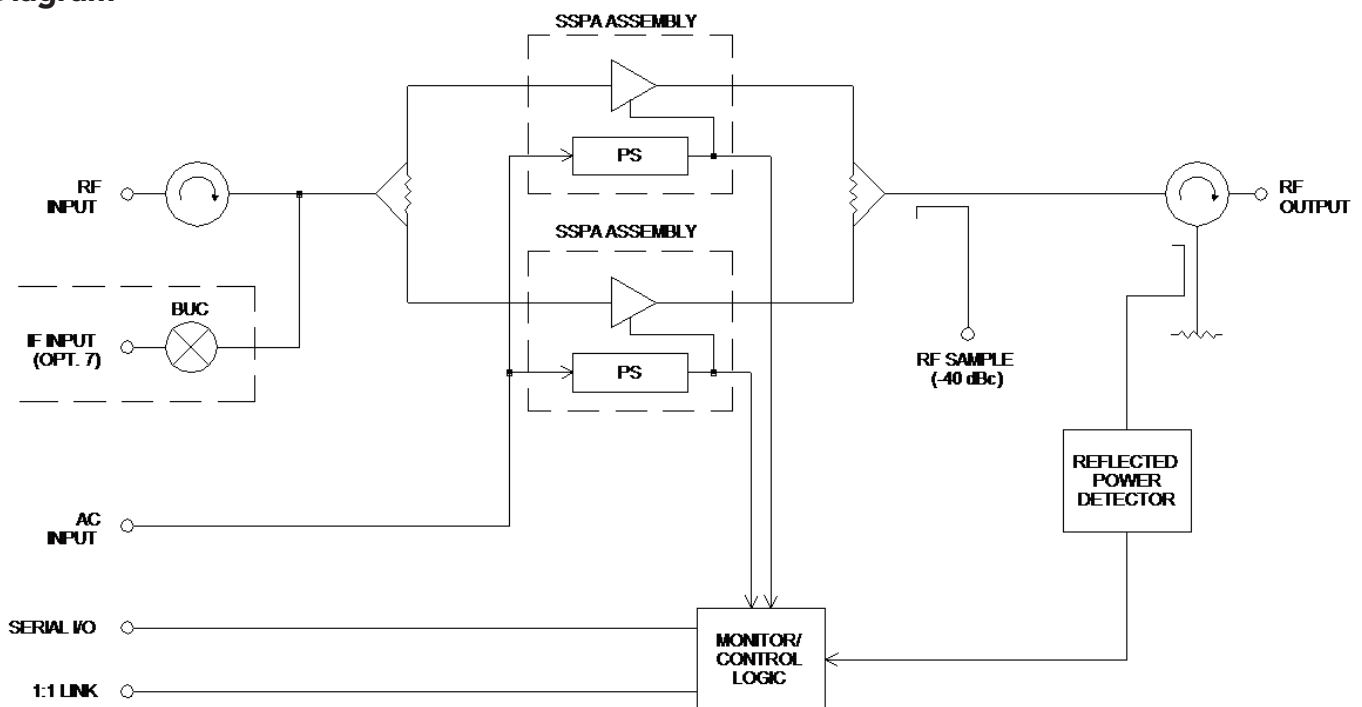 SSPA ASSEMBLY
PS
RF
INPUT
RF
OUTPUT
SSPA ASSEMBLY
BUC
IF INPUT
(OPT. 7)
PS
RF SAMPLE
(-40 dBc)
REFLECTED
POWER
DETECTOR
AC
INPUT
SERIAL I/O
MONITOR/
CONTROL
LOGIC
1:1 LINK